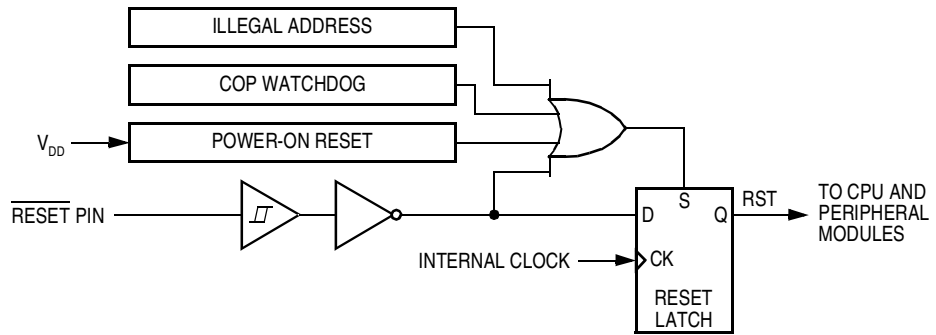 ILLEGAL ADDRESS
COP WATCHDOG
VDD
POWER-ON RESET
RESET PIN
D
S
Q
RST
TO CPU AND
PERIPHERAL
MODULES
INTERNAL CLOCK
CK
RESET
LATCH